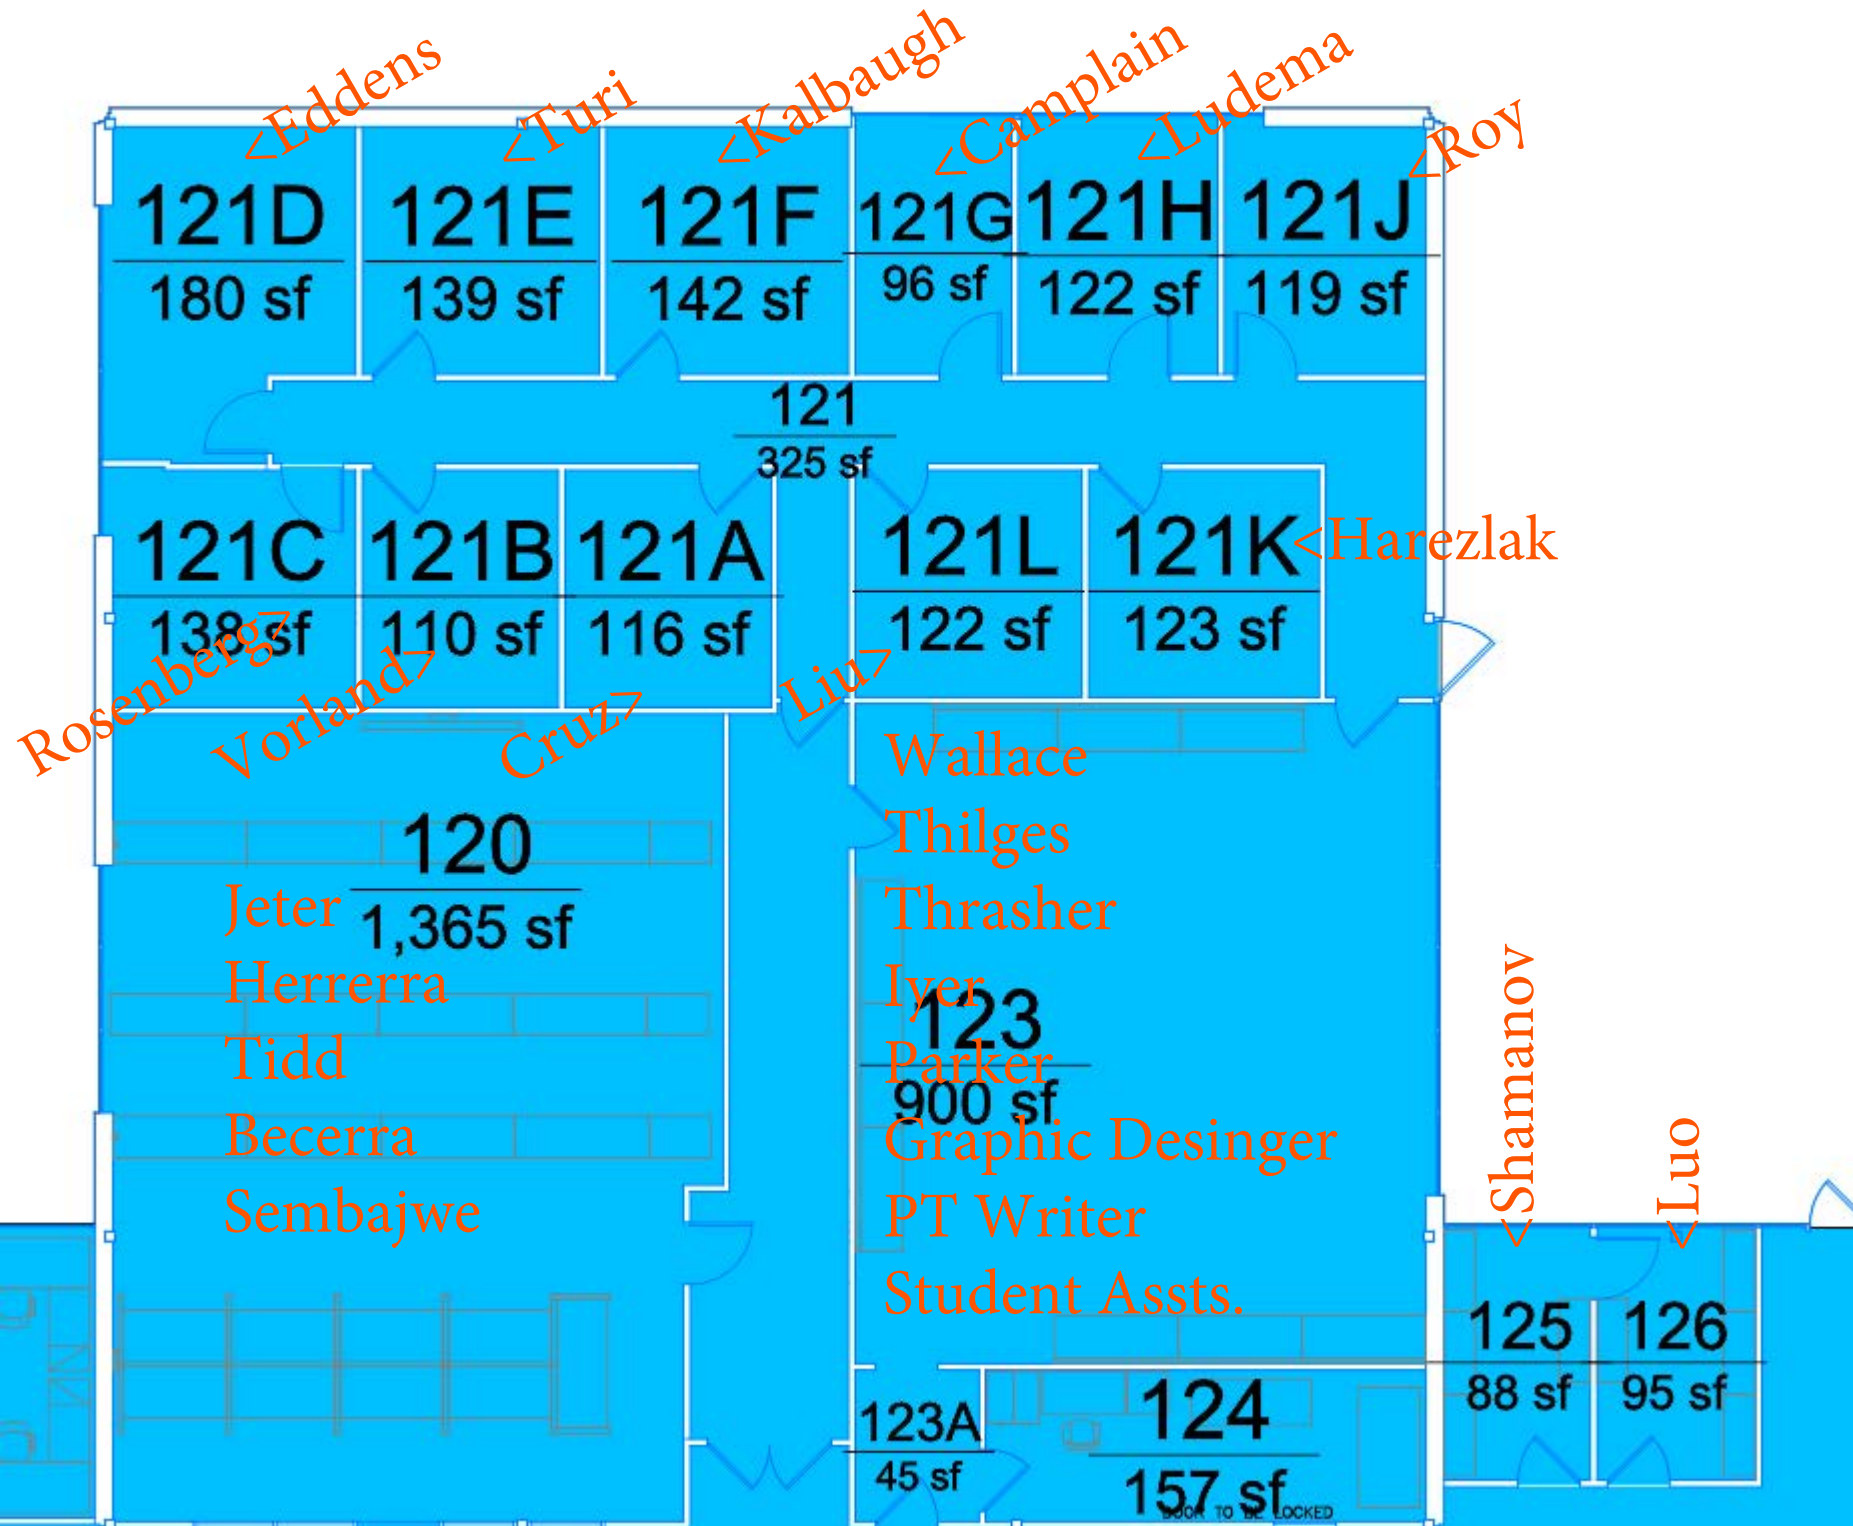 <Eddens
<Turi
<Kalbaugh
<Camplain
<Ludema
<Roy
121D
180 sf
121E
139 sf
121F
142 sf
121G
96 sf
121H
122 sf
121J
119 sf
121
325 sf
121C
138 sf
121B
110 sf
121A
116 sf
121L
122 sf
121K
123 sf
<Harezlak
Rosenberg>
Vorland>
Cruz>
Liu>
120
1,365 sf
Jeter
Herrerra
Tidd
Becerra
Sembajwe
Wallace
Thilges
Thrasher
Iyer
123
Parker
900 sf
Graphic Desinger
PT Writer
Student Assts.
<Shamanov
<Luo
125
88 sf
126
95 sf
123A
45 sf
124
157 sf
DOOR TO BE LOCKED